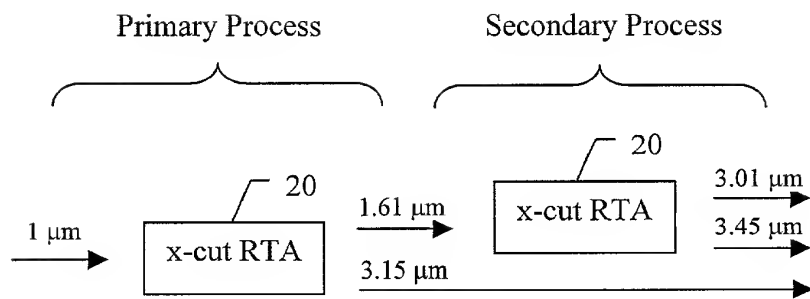 Primary Process
Secondary Process
20
20
1 μm
x-cut RTA
1.61 μm
3.15 μm
x-cut RTA
3.01 μm
3.45 μm